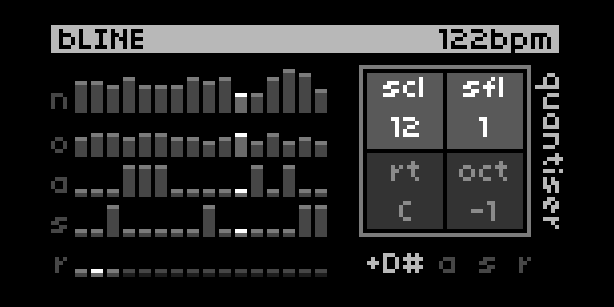 bLINE 122bpm
n
o
a
s
r
scl sfl
12 1
rt oct
C -1
quantiser
+D# a s r